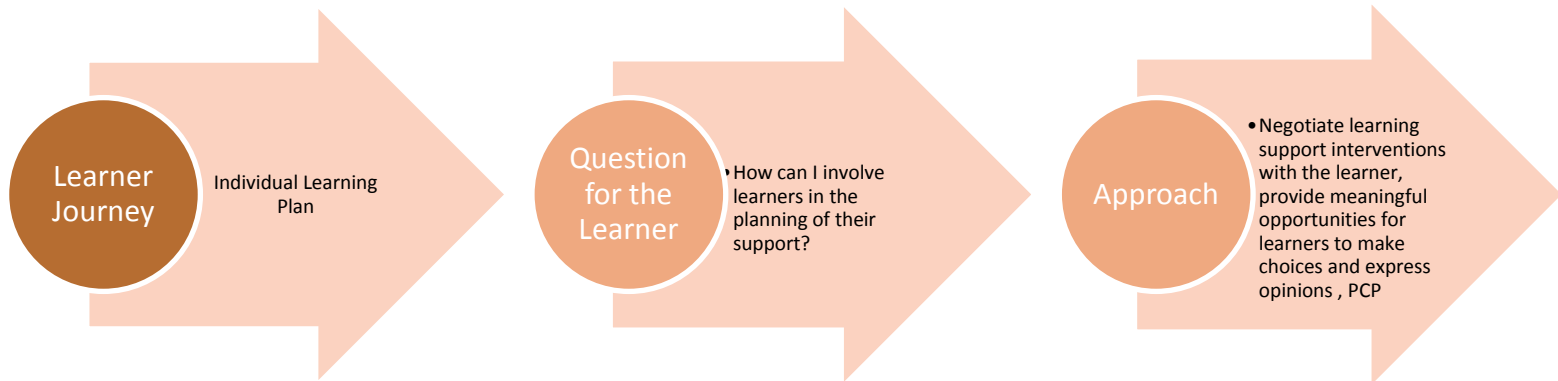 Learner
Journey
Individual Learning
Plan
Question
for the
Learner
•How can I involve
learners in the
planning of their
support?
Approach
•Negotiate learning
support interventions
with the learner,
provide meaningful
opportunities for
learners to make
choices and express
opinions , PCP